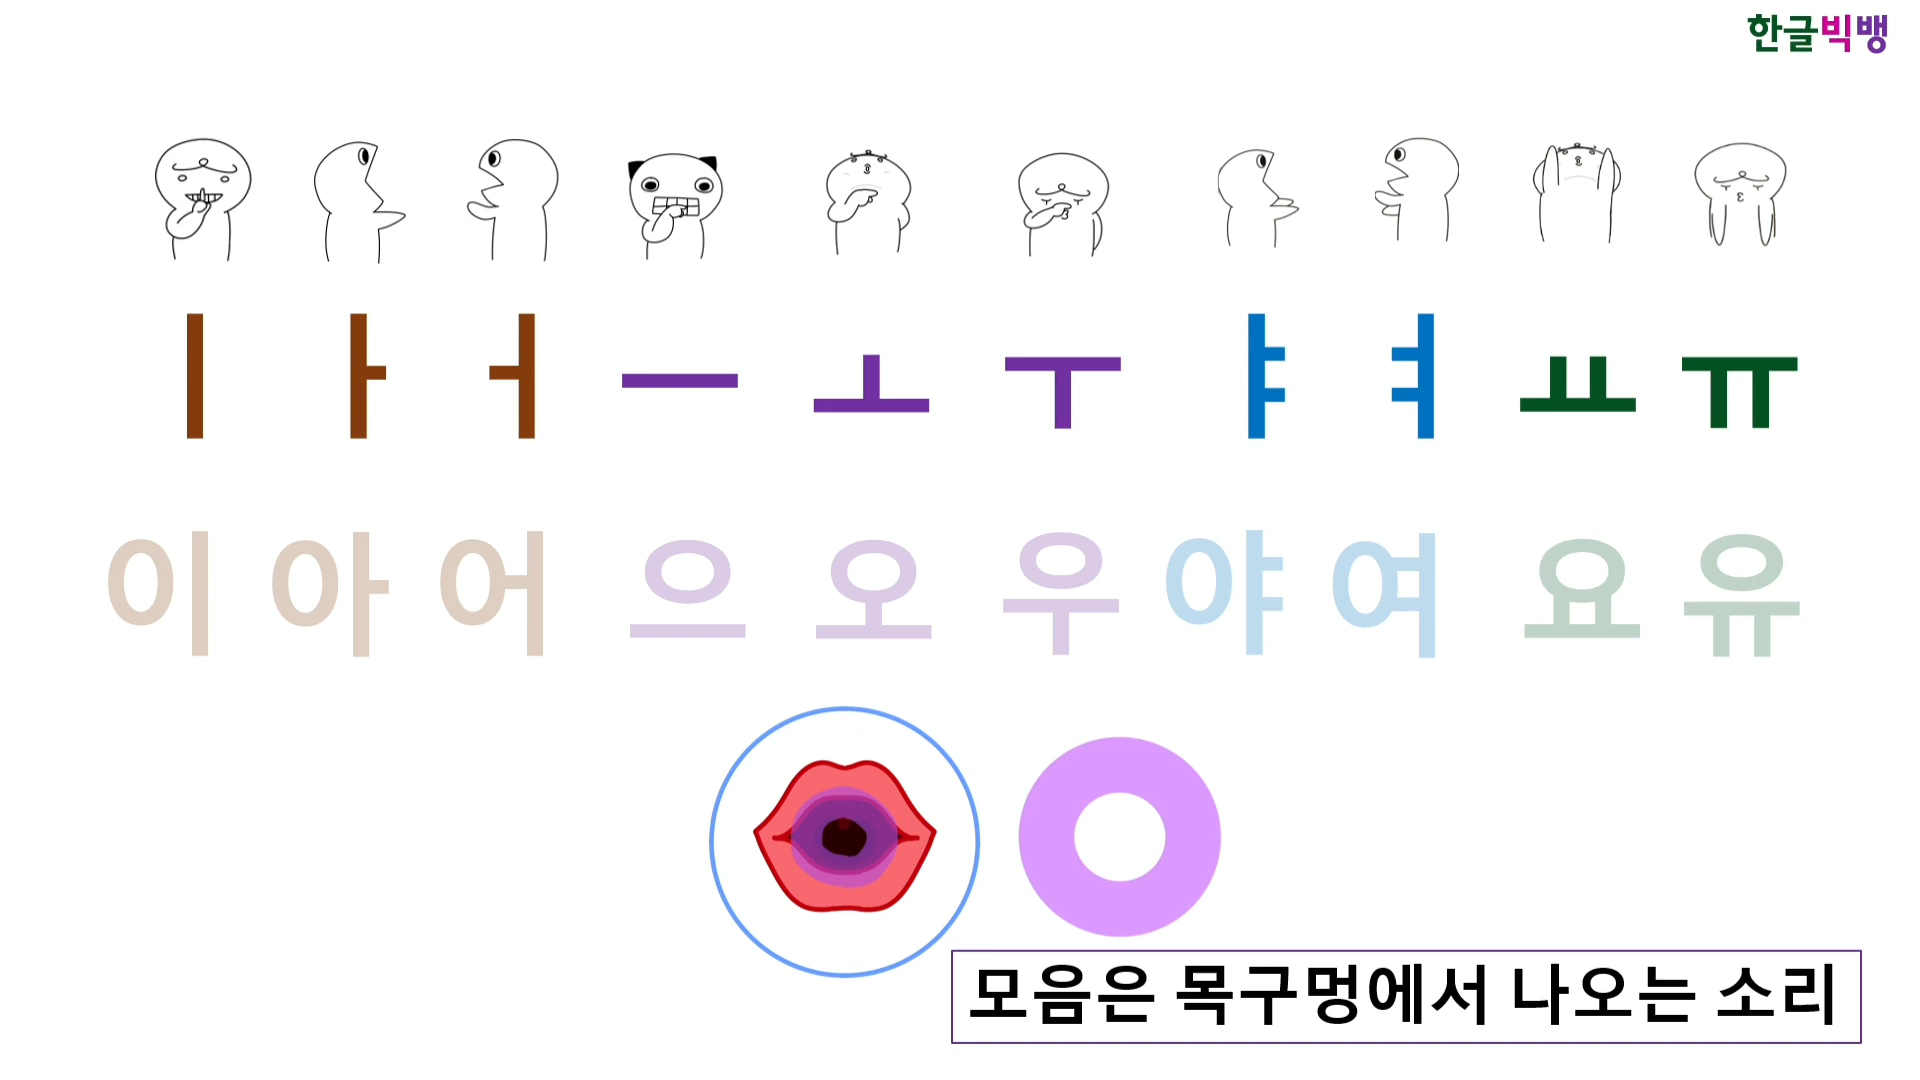 한글빅뱅
ㅣ ㅏ ㅓ ㅡ ㅗ ㅜ ㅑ ㅕ ㅛ ㅠ
이 아 어 으 오 우 야 여 요 유
ㅇ
모음은 목구멍에서 나오는 소리